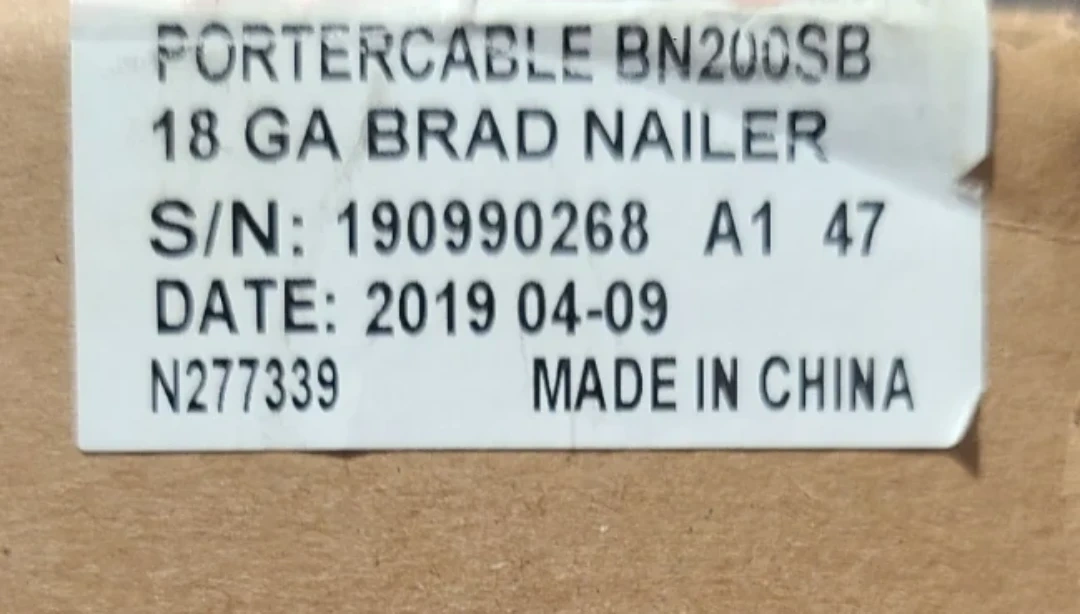 PORTERCABLE BN200SB
18 GA BRAD NAILER
S/N: 190990268 A1 47
DATE: 2019 04-09
N277339 MADE IN CHINA